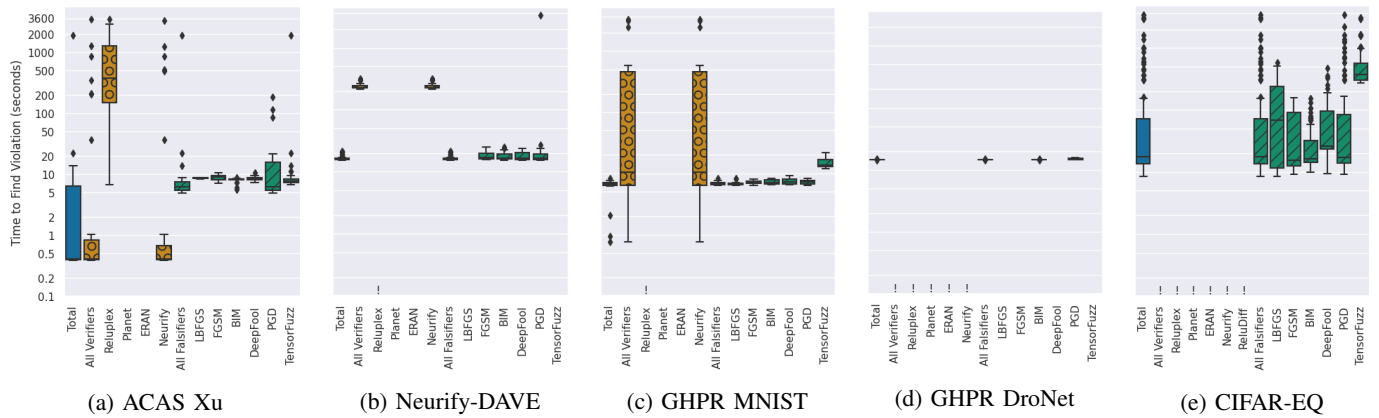 Time to Find Violation (seconds)
3600
2000
1000
500
200
100
50
20
10
5
2
1
0.5
0.2
0.1
Total
All Verifiers
Reluplex
Planet
ERAN
Neurify
All Falsifiers
LBFGS
FGSM
BIM
DeepFool
PGD
TensorFuzz
(a) ACAS Xu
Total
All Verifiers
Reluplex
Planet
ERAN
Neurify
All Falsifiers
LBFGS
FGSM
BIM
DeepFool
PGD
TensorFuzz
(b) Neurify-DAVE
Total
All Verifiers
Reluplex
Planet
ERAN
Neurify
All Falsifiers
LBFGS
FGSM
BIM
DeepFool
PGD
TensorFuzz
(c) GHPR MNIST
Total
All Verifiers
Reluplex
Planet
ERAN
Neurify
All Falsifiers
LBFGS
FGSM
BIM
DeepFool
PGD
TensorFuzz
(d) GHPR DroNet
Total
All Verifiers
Reluplex
Planet
ERAN
Neurify
ReluDiff
All Falsifiers
LBFGS
FGSM
BIM
DeepFool
PGD
TensorFuzz
(e) CIFAR-EQ